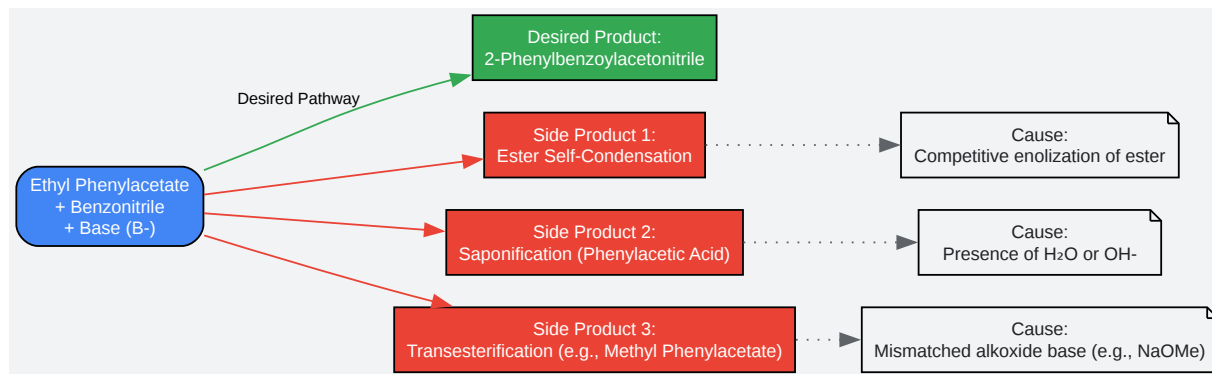 Desired Product:
2-Phenylbenzoylacetonitrile
Desired Pathway
Side Product 1:
Ester Self-Condensation
Cause:
Competitive enolization of ester
Ethyl Phenylacetate
+ Benzonitrile
+ Base (B-)
Side Product 2:
Saponification (Phenylacetic Acid)
Cause:
Presence of H₂O or OH-
Side Product 3:
Transesterification (e.g., Methyl Phenylacetate)
Cause:
Mismatched alkoxide base (e.g., NaOMe)